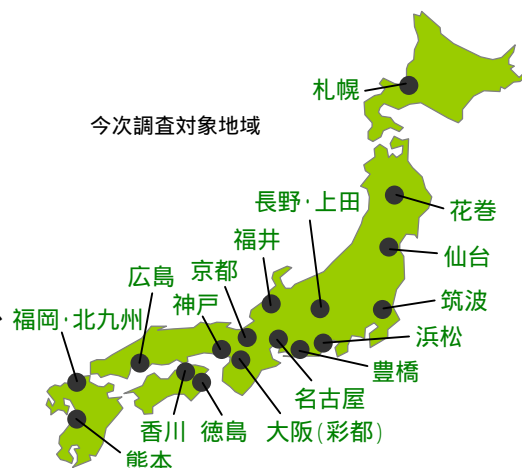 札幌
今次調査対象地域
長野・上田
花巻
福井
仙台
京都
広島
神戸
筑波
福岡・北九州
浜松
豊橋
名古屋
香川
徳島
大阪(彩都)
熊本